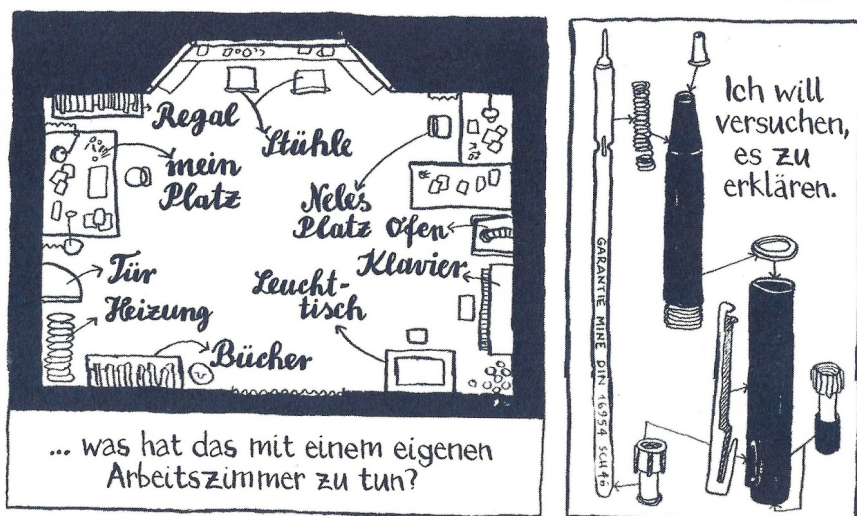 Regal
Stühle
mein
Platz
Neles
Platz
Ofen
Klavier
Tür
Heizung
Leucht-
tisch
Bücher
... was hat das mit einem eigenen
Arbeitszimmer zu tun?
Ich will
versuchen,
es zu
erklären.
GARANTIE MINE DIN 16954 SCH46